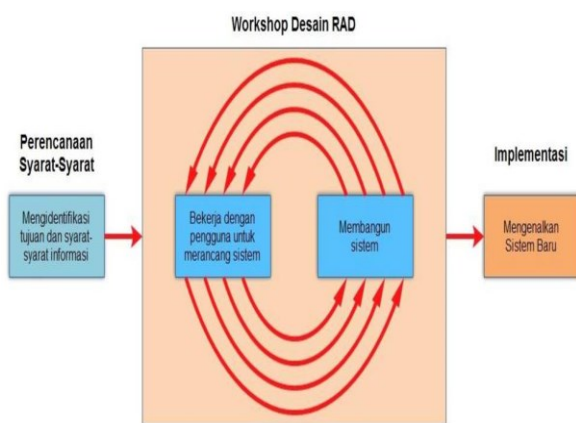 Workshop Desain RAD
Perencanaan
Syarat-Syarat
Mengidentifikasi
tujuan dan syarat-
syarat informasi
Bekerja dengan
pengguna untuk
merancang sistem
Membangun
sistem
Implementasi
Mengenalkan
Sistem Baru